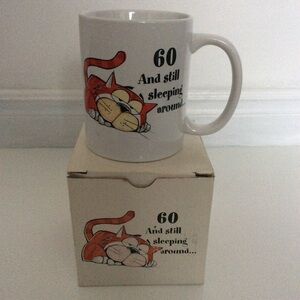 60
And still
sleeping
around...
60
And still
sleeping
around...